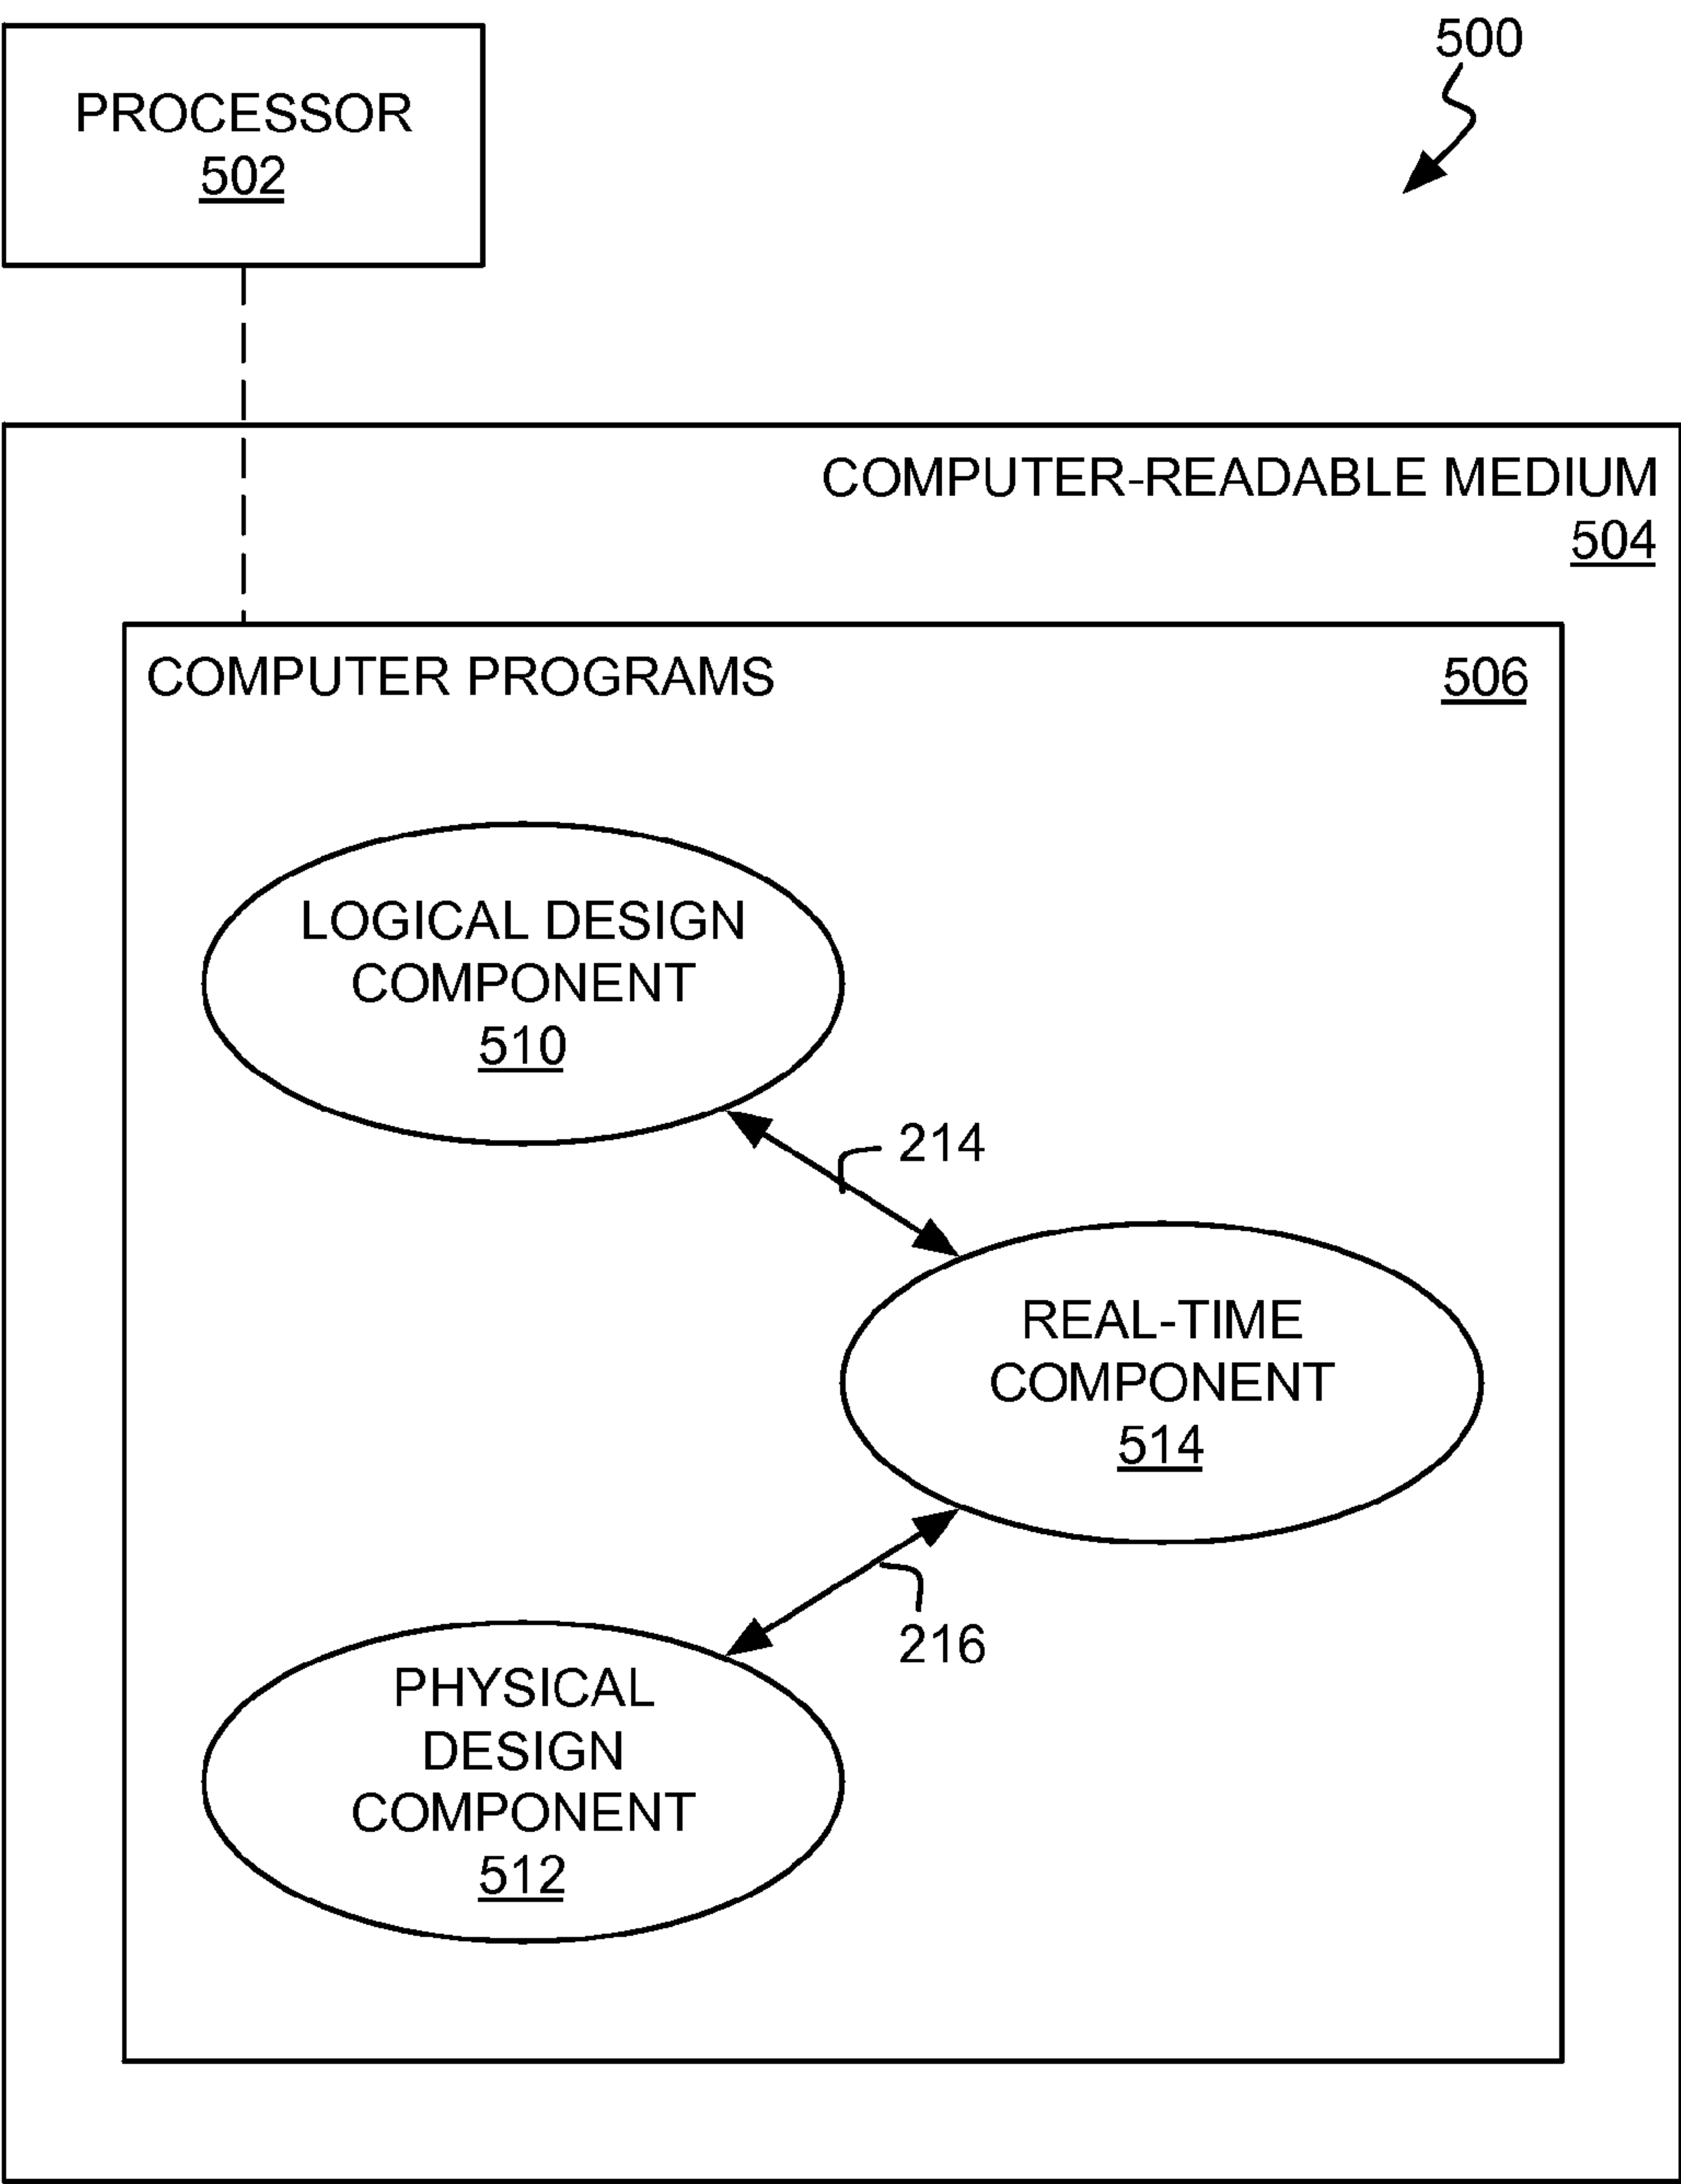 PROCESSOR
502
500
COMPUTER-READABLE MEDIUM
504
COMPUTER PROGRAMS
506
LOGICAL DESIGN
COMPONENT
510
214
REAL-TIME
COMPONENT
514
216
PHYSICAL
DESIGN
COMPONENT
512